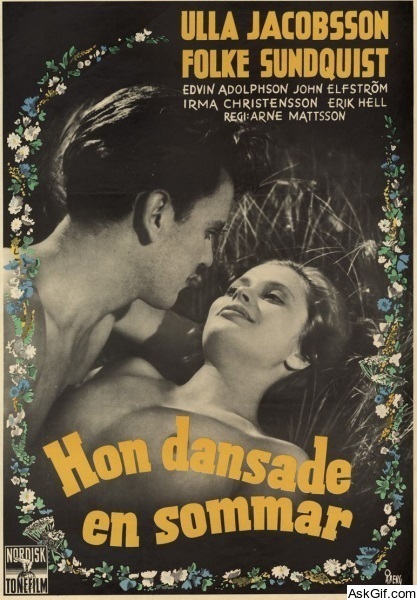 ULLA JACOBSSON
FOLKE SUNDQUIST
EDVIN ADOLPHSON JOHN ELFSTRÖM
IRMA CHRISTENSSON ERIK HELL
REGI: ARNE MATTSSON
Hon dansade
en sommar
NORDISK
TONEFILM
AskGif.com